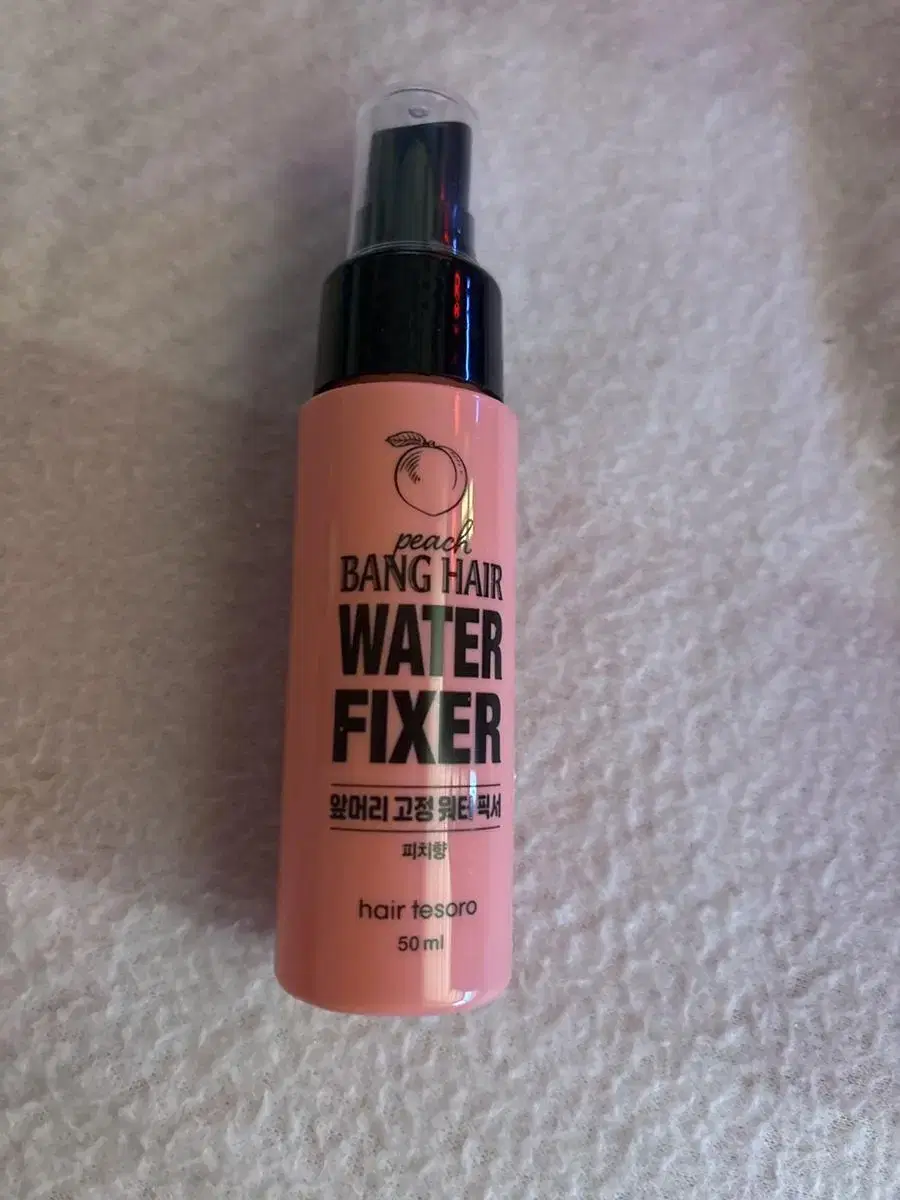 peach
BANG HAIR
WATER
FIXER
앞머리 고정 워터 픽서
피치향
hair tesoro
50 ml